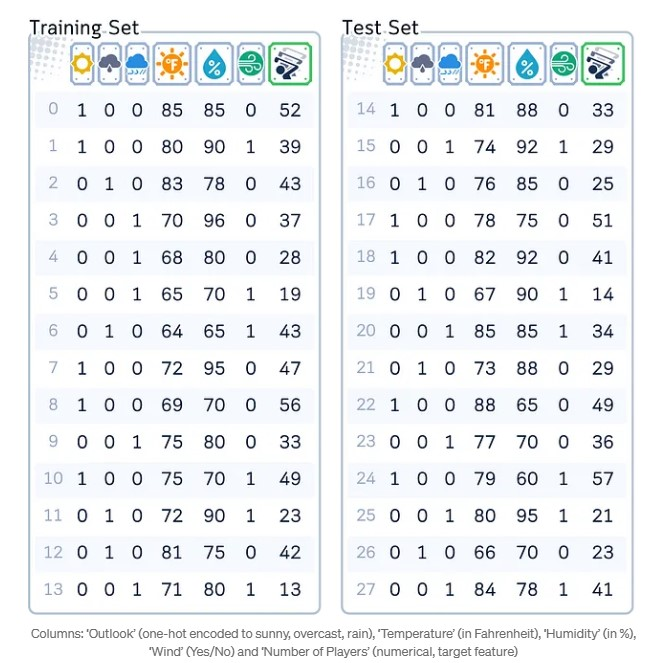 Training Set
Test Set
°F % °F %
0 1 0 0 85 85 0 52
14 1 0 0 81 88 0 33
1 1 0 0 80 90 1 39
15 0 0 1 74 92 1 29
2 0 1 0 83 78 0 43
16 0 1 0 76 85 0 25
3 0 0 1 70 96 0 37
17 1 0 0 78 75 0 51
4 0 0 1 68 80 0 28
18 1 0 0 82 92 0 41
5 0 0 1 65 70 1 19
19 0 1 0 67 90 1 14
6 0 1 0 64 65 1 43
20 0 0 1 85 85 1 34
7 1 0 0 72 95 0 47
21 0 1 0 73 88 0 29
8 1 0 0 69 70 0 56
22 1 0 0 88 65 0 49
9 0 0 1 75 80 0 33
23 0 0 1 77 70 0 36
10 1 0 0 75 70 1 49
24 1 0 0 79 60 1 57
11 0 1 0 72 90 1 23
25 0 0 1 80 95 1 21
12 0 1 0 81 75 0 42
26 0 1 0 66 70 0 23
13 0 0 1 71 80 1 13
27 0 0 1 84 78 1 41
Columns: ‘Outlook’ (one-hot encoded to sunny, overcast, rain), ‘Temperature’ (in Fahrenheit), ‘Humidity’ (in %),
‘Wind’ (Yes/No) and ‘Number of Players’ (numerical, target feature)